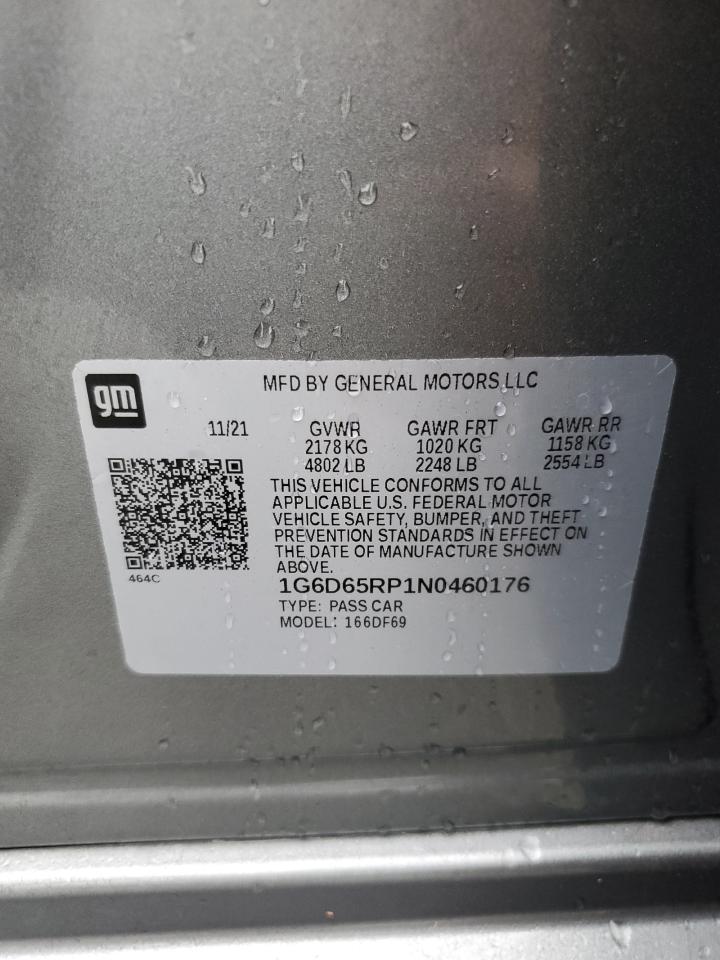 gm
MFD BY GENERAL MOTORS LLC
11/21 GVWR GAWR FRT GAWR RR
2178 KG 1020 KG 1158 KG
4802 LB 2248 LB 2554 LB
THIS VEHICLE CONFORMS TO ALL
APPLICABLE U.S. FEDERAL MOTOR
VEHICLE SAFETY, BUMPER, AND THEFT
PREVENTION STANDARDS IN EFFECT ON
THE DATE OF MANUFACTURE SHOWN
ABOVE.
464C
1G6D65RP1N0460176
TYPE: PASS CAR
MODEL: 166DF69